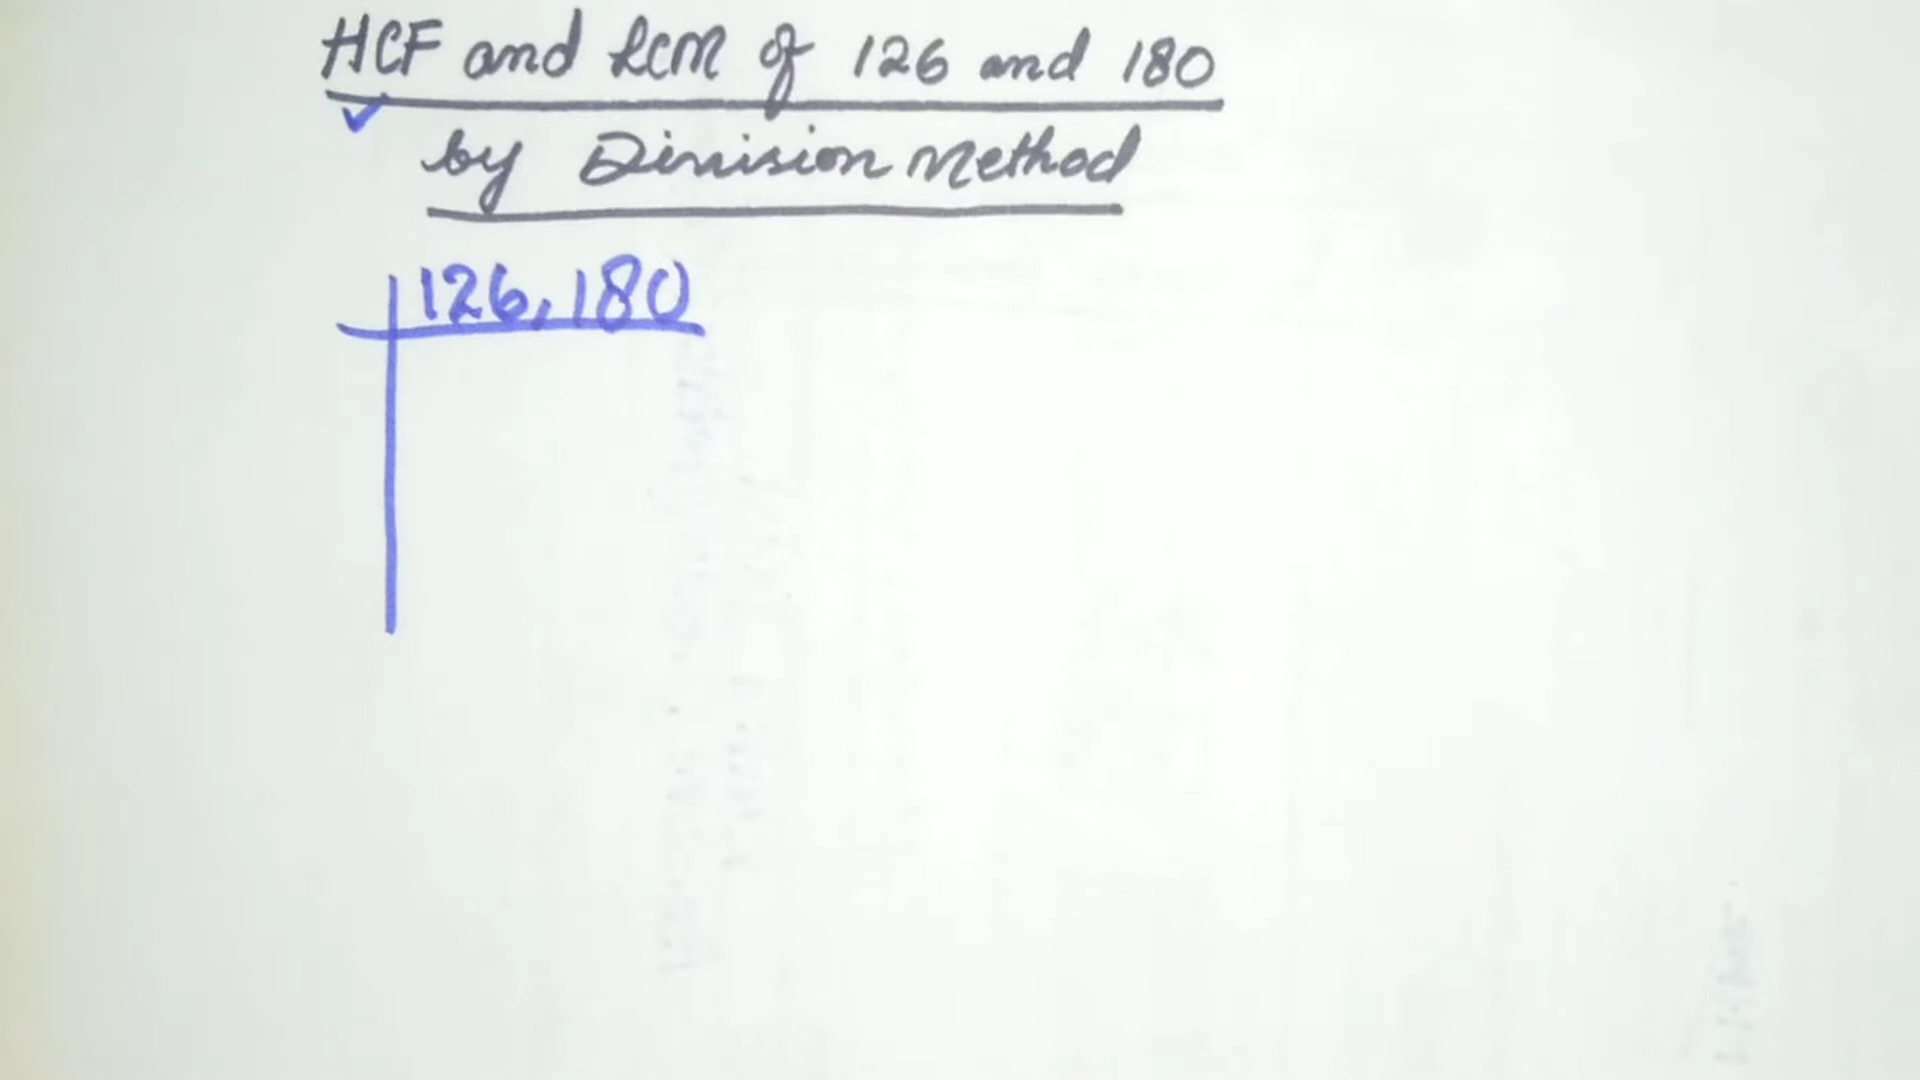 HCF and LCM of 126 and 180
by Division Method
126, 180